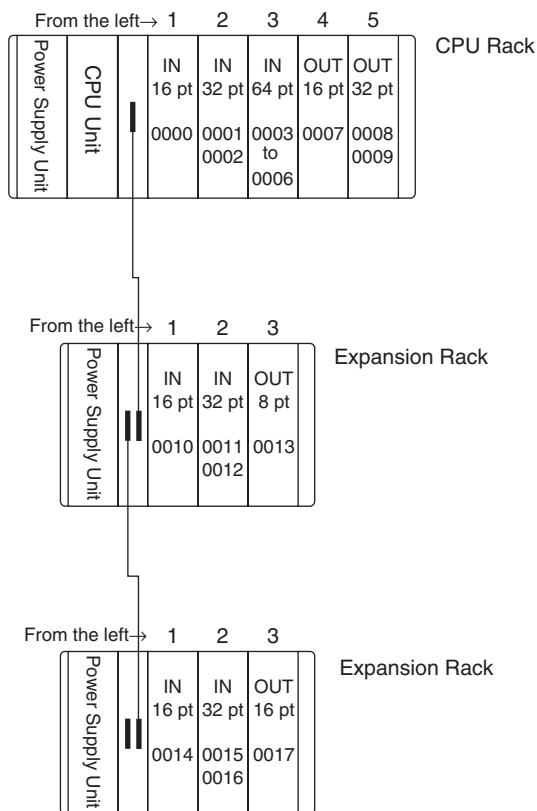 From the left→ 1 2 3 4 5
CPU Rack
Power Supply Unit
CPU Unit
IN IN IN OUT OUT
16 pt 32 pt 64 pt 16 pt 32 pt
0000 0001 0003 0007 0008
0002 to 0009
0006
From the left→ 1 2 3
Expansion Rack
Power Supply Unit
IN IN OUT
16 pt 32 pt 8 pt
0010 0011 0013
0012
From the left→ 1 2 3
Expansion Rack
Power Supply Unit
IN IN OUT
16 pt 32 pt 16 pt
0014 0015 0017
0016